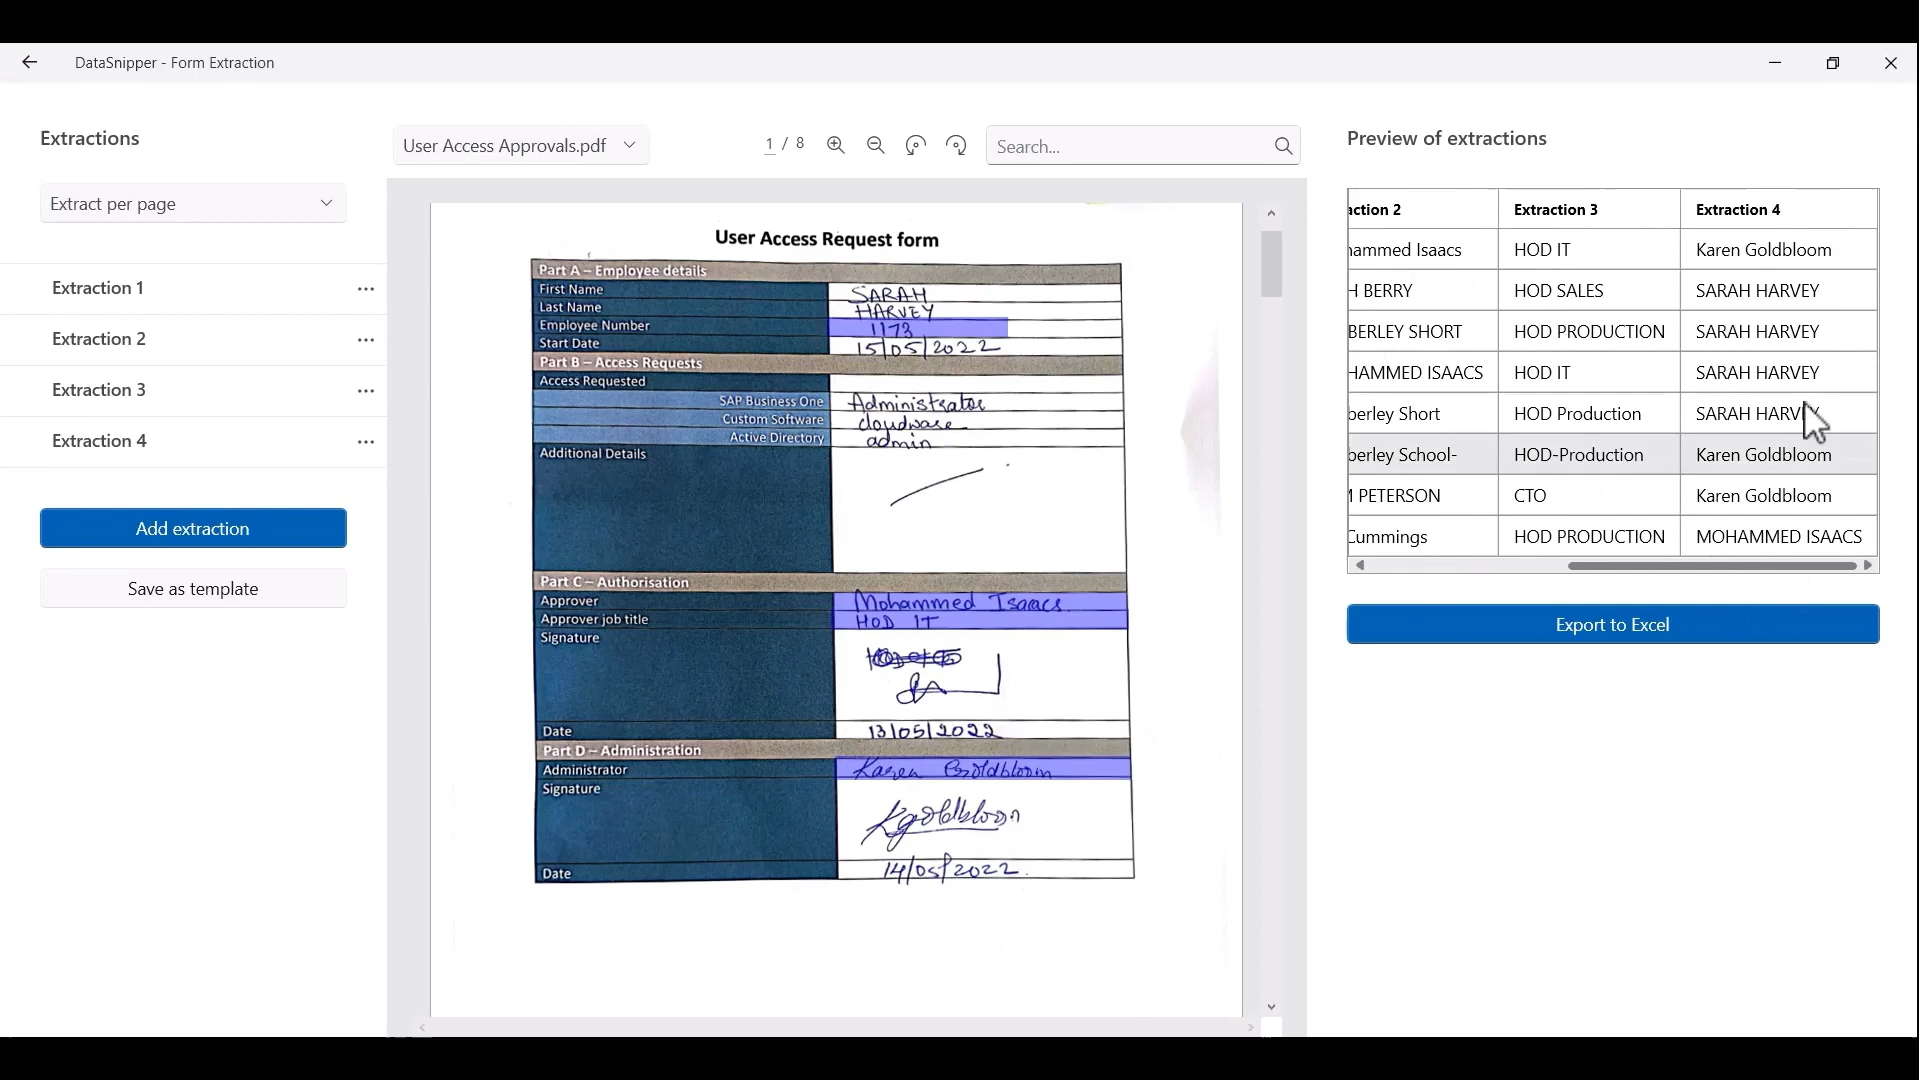 DataSnipper - Form Extraction
Extractions
Extract per page
Extraction 1
Extraction 2
Extraction 3
Extraction 4
Add extraction
Save as template
User Access Approvals.pdf
1 / 8
Search...
User Access Request form
Part A – Employee details
First Name SARAH
Last Name HARVEY
Employee Number 1173
Start Date 15/05/2022
Part B – Access Requests
Access Requested
SAP Business One Administrator
Custom Software cloudware
Active Directory admin
Additional Details
Part C – Authorisation
Approver Mohammed Isaacs
Approver job title HOD IT
Signature
Date 13/05/2022
Part D – Administration
Administrator Karen Goldbloom
Signature Kgoldbloom
Date 14/05/2022
Preview of extractions
action 2 Extraction 3 Extraction 4
hammed Isaacs HOD IT Karen Goldbloom
H BERRY HOD SALES SARAH HARVEY
BERLEY SHORT HOD PRODUCTION SARAH HARVEY
HAMMED ISAACS HOD IT SARAH HARVEY
berley Short HOD Production SARAH HARVEY
berley School- HOD-Production Karen Goldbloom
PETERSON CTO Karen Goldbloom
Cummings HOD PRODUCTION MOHAMMED ISAACS
Export to Excel